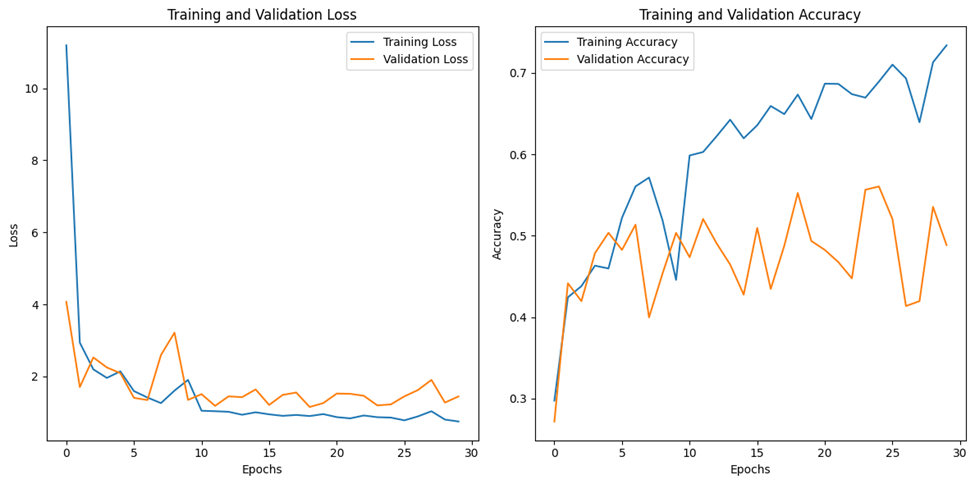 Training and Validation Loss
Training Loss
Validation Loss
10
8
6
4
2
Loss
0 5 10 15 20 25 30
Epochs
Training and Validation Accuracy
Training Accuracy
Validation Accuracy
0.7
0.6
0.5
0.4
0.3
Accuracy
0 5 10 15 20 25 30
Epochs